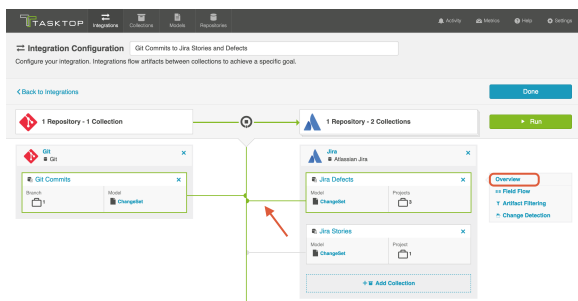 TASKTOP
Integrations
Collections
Models
Repositories
Activity
Metrics
Help
Settings
Integration Configuration
Git Commits to Jira Stories and Defects
Configure your integration. Integrations flow artifacts between collections to achieve a specific goal.
Back to Integrations
Done
1 Repository - 1 Collection
1 Repository - 2 Collections
Run
Git
Git
Jira
Atlassian Jira
Git Commits
Branch
1
Model
ChangeSet
Jira Defects
Model
ChangeSet
Projects
3
Overview
Field Flow
Artifact Filtering
Change Detection
Jira Stories
Model
ChangeSet
Project
1
+ Add Collection